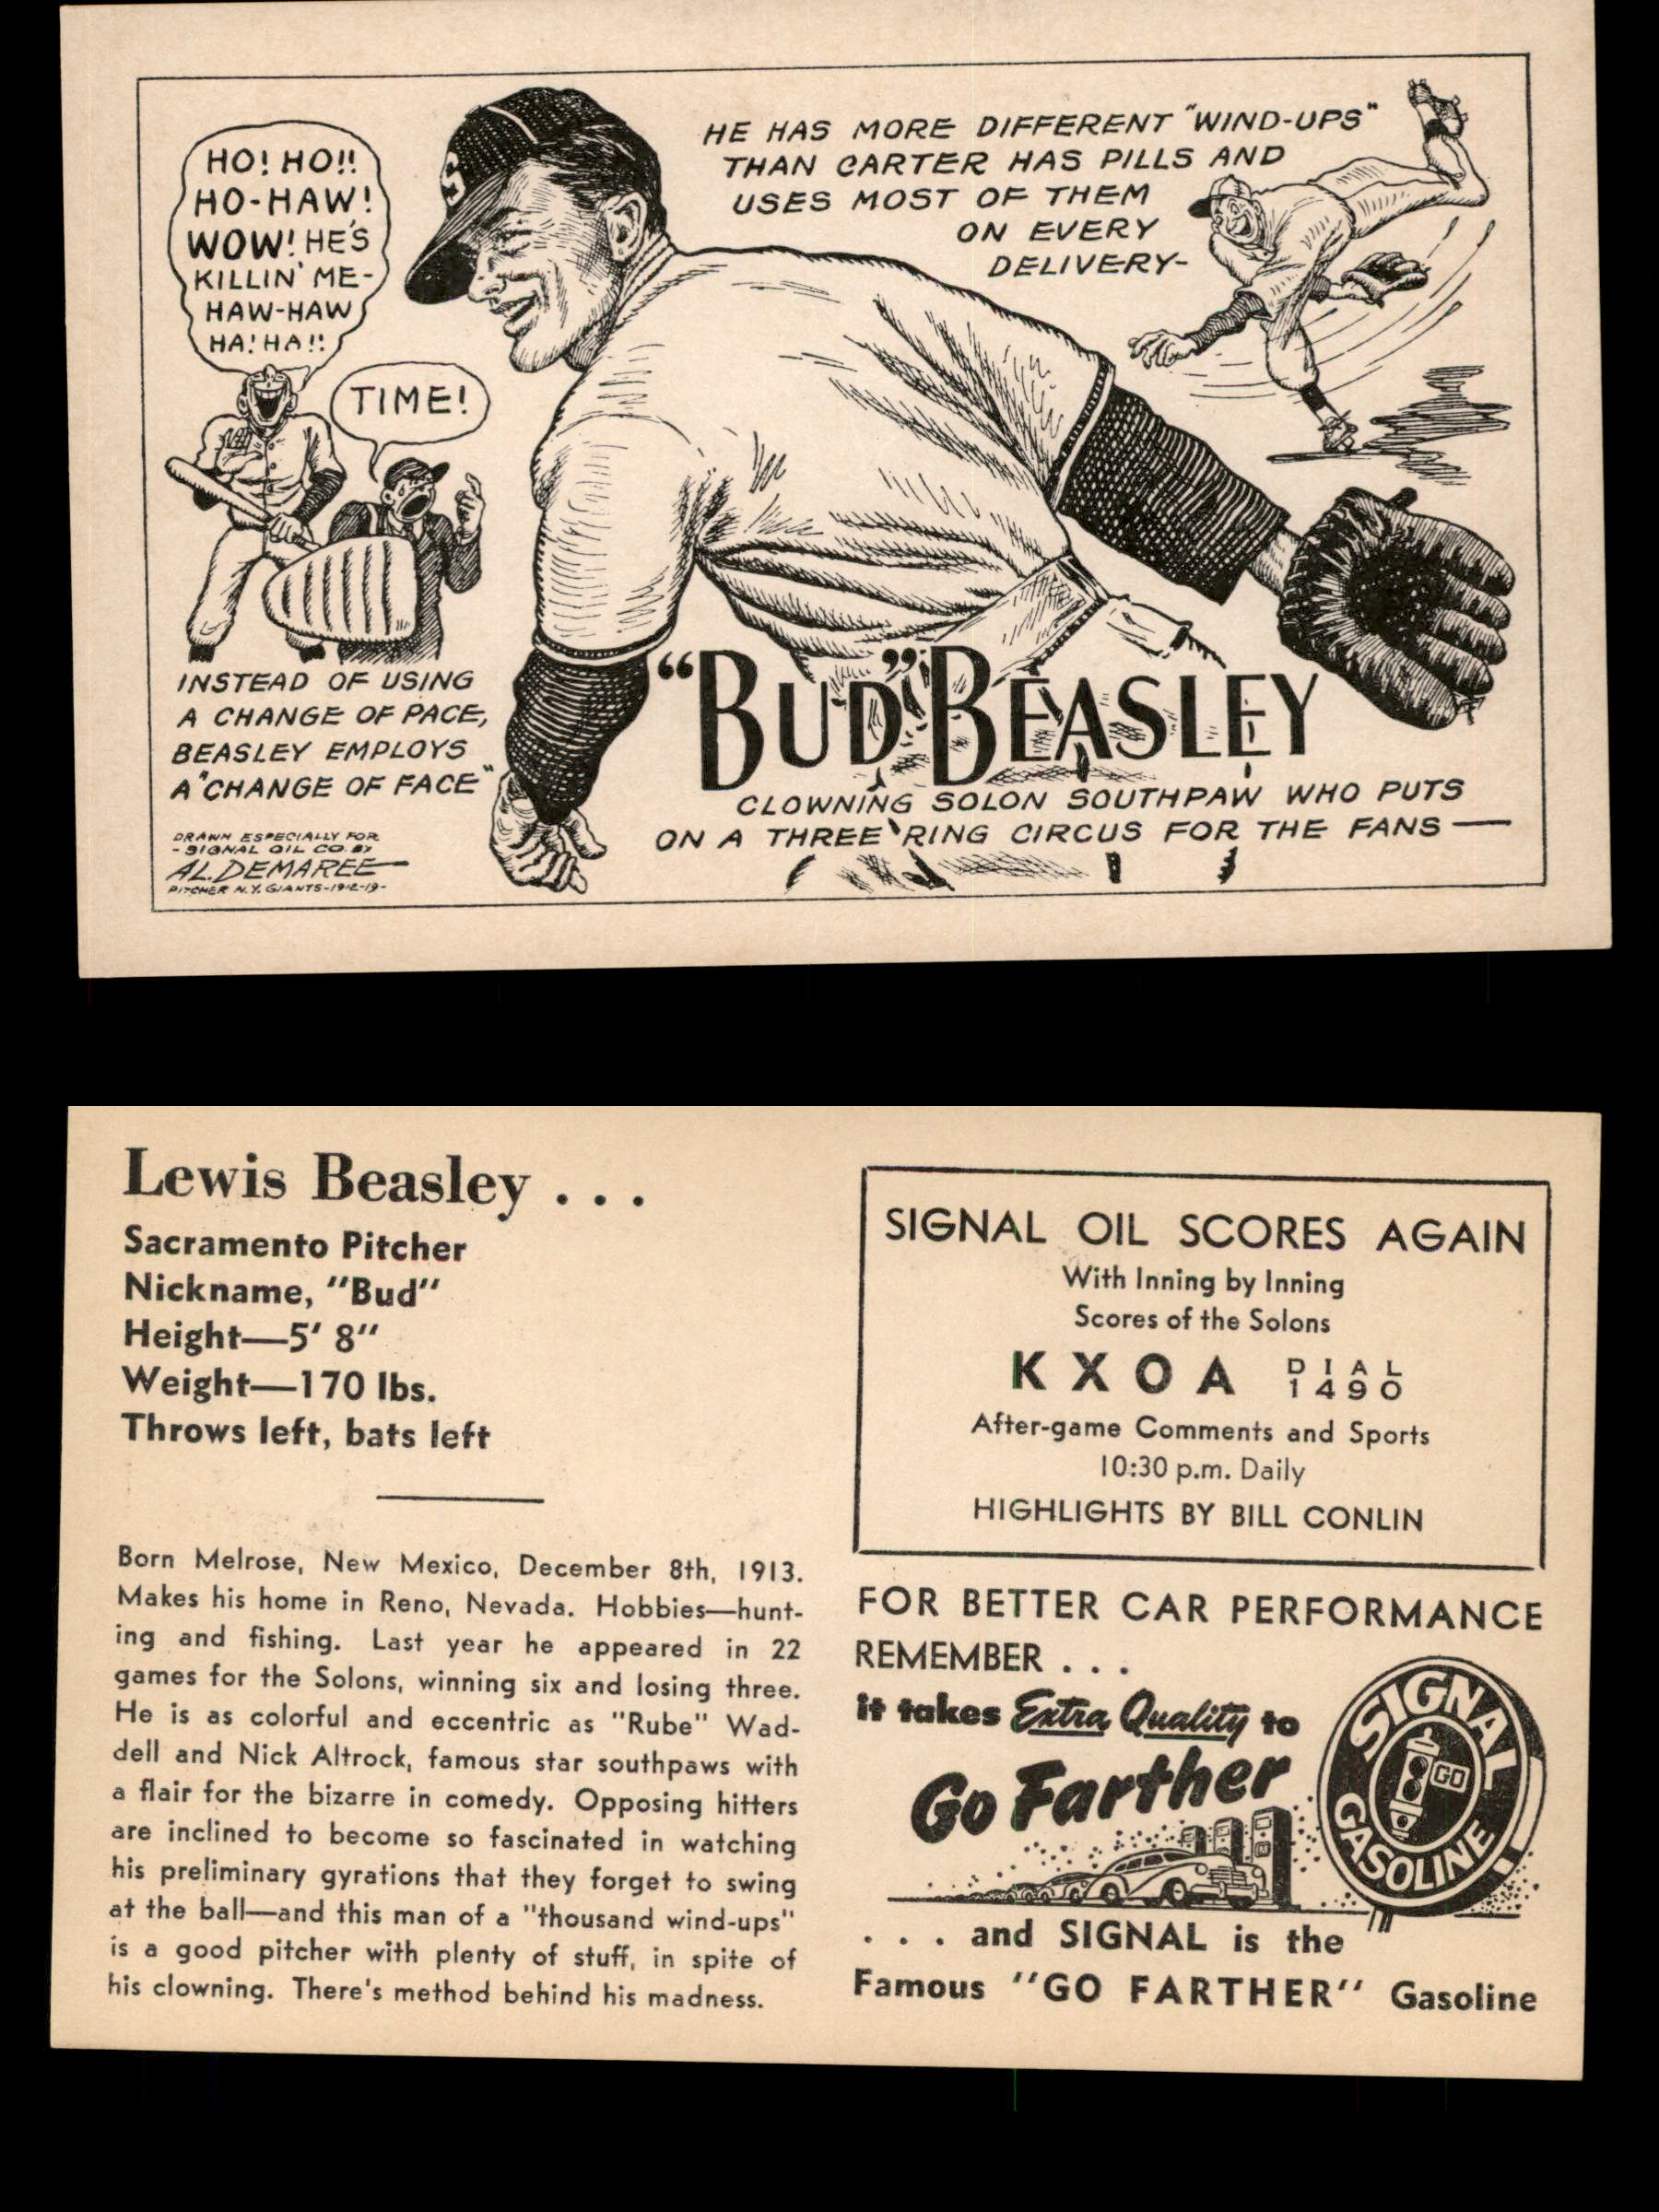 HO! HO!!
HO-HAW!
WOW! HE'S
KILLIN' ME-
HAW-HAW
HA! HA!!
TIME!
HE HAS MORE DIFFERENT "WIND-UPS"
THAN CARTER HAS PILLS AND
USES MOST OF THEM
ON EVERY
DELIVERY-
INSTEAD OF USING
A CHANGE OF PACE,
BEASLEY EMPLOYS
A "CHANGE OF FACE"
DRAWN ESPECIALLY FOR
- SIGNAL OIL CO. BY
AL. DEMAREE
PITCHER N.Y. GIANTS-1912-19-
"BUD" BEASLEY
CLOWNING SOLON SOUTHPAW WHO PUTS
ON A THREE RING CIRCUS FOR THE FANS —
Lewis Beasley . . .
Sacramento Pitcher
Nickname, "Bud"
Height—5' 8"
Weight—170 lbs.
Throws left, bats left
Born Melrose, New Mexico, December 8th, 1913.
Makes his home in Reno, Nevada. Hobbies—hunt-
ing and fishing. Last year he appeared in 22
games for the Solons, winning six and losing three.
He is as colorful and eccentric as "Rube" Wad-
dell and Nick Altrock, famous star southpaws with
a flair for the bizarre in comedy. Opposing hitters
are inclined to become so fascinated in watching
his preliminary gyrations that they forget to swing
at the ball—and this man of a "thousand wind-ups"
is a good pitcher with plenty of stuff, in spite of
his clowning. There's method behind his madness.
SIGNAL OIL SCORES AGAIN
With Inning by Inning
Scores of the Solons
KXOA DIAL
1490
After-game Comments and Sports
10:30 p.m. Daily
HIGHLIGHTS BY BILL CONLIN
FOR BETTER CAR PERFORMANCE
REMEMBER . . .
it takes Extra Quality to
Go Farther
SIGNAL
GO
GASOLINE
. . . and SIGNAL is the
Famous "GO FARTHER" Gasoline